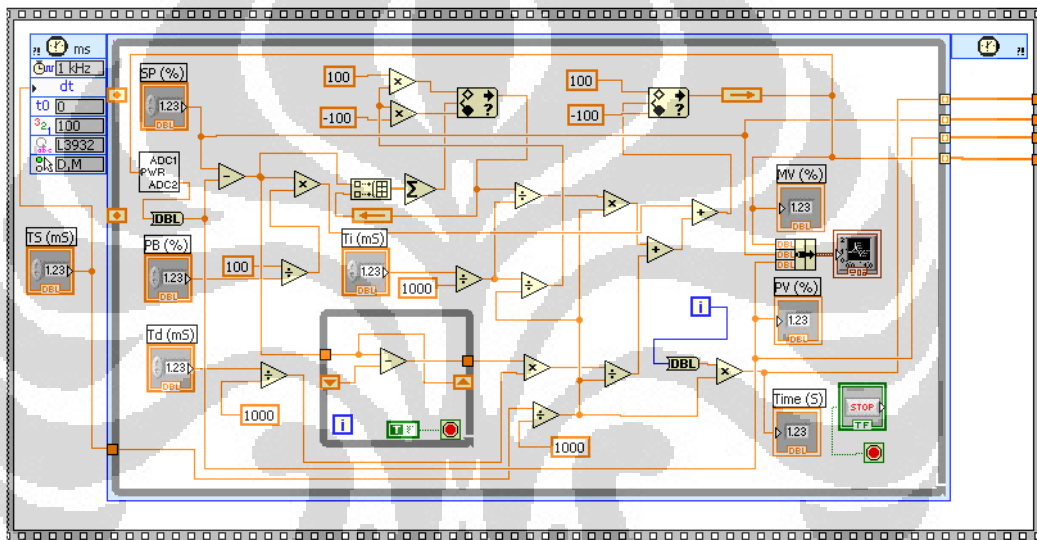 ?! ms
1 kHz
dt
t0 0
100
L3932
D,M
?!
SP (%)
1.23
DBL
100
-100
?
100
-100
?
ADC1
PWR
ADC2
DBL
MV (%)
1.23
DBL
TS (mS)
1.23
DBL
PB (%)
1.23
DBL
100
Ti (mS)
1.23
DBL
1000
DBL
DBL
DBL
PV (%)
1.23
DBL
i
DBL
Td (mS)
1.23
DBL
1000
i
T F
1000
Time (S)
1.23
DBL
STOP
TF